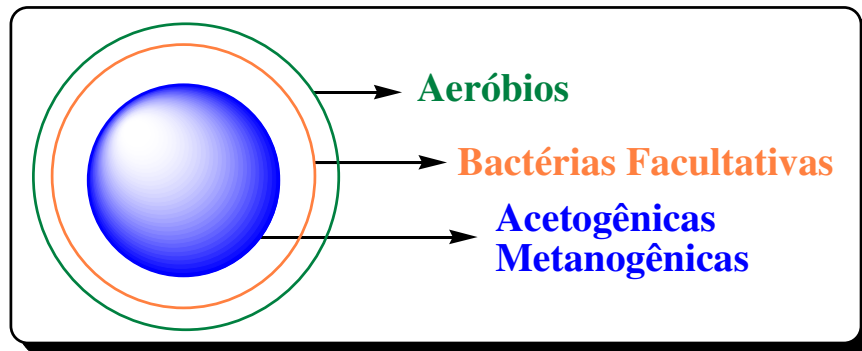 Aeróbios
Bactérias Facultativas
Acetogênicas
Metanogênicas